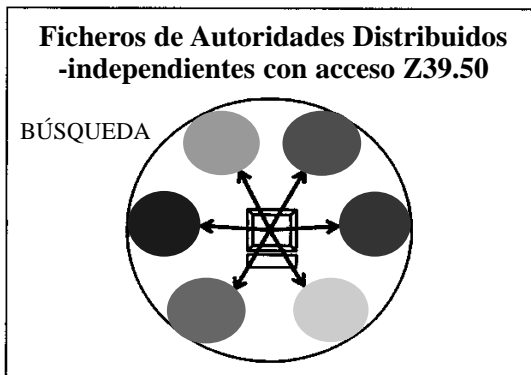 Ficheros de Autoridades Distribuidos
-independientes con acceso Z39.50
BÚSQUEDA